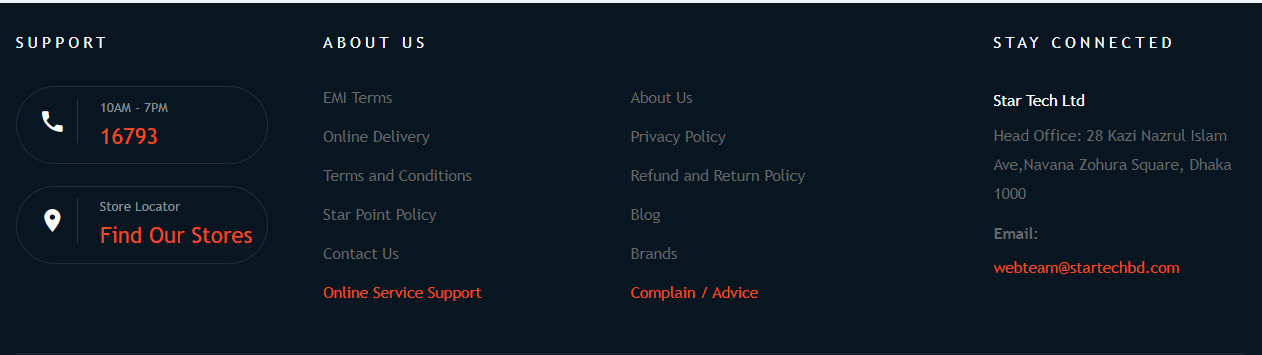 SUPPORT
10AM - 7PM
16793
Store Locator
Find Our Stores
ABOUT US
EMI Terms
Online Delivery
Terms and Conditions
Star Point Policy
Contact Us
Online Service Support
About Us
Privacy Policy
Refund and Return Policy
Blog
Brands
Complain / Advice
STAY CONNECTED
Star Tech Ltd
Head Office: 28 Kazi Nazrul Islam
Ave,Navana Zohura Square, Dhaka
1000
Email:
webteam@startechbd.com